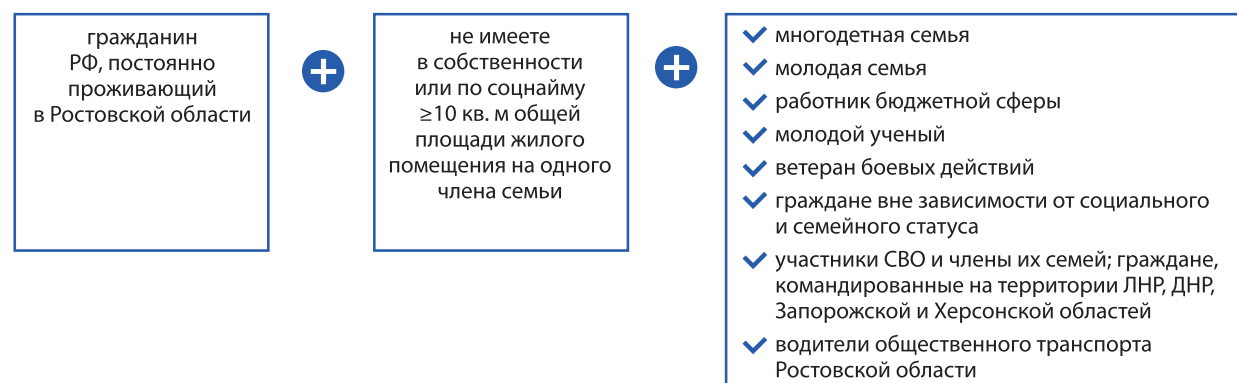 гражданин
РФ, постоянно
проживающий
в Ростовской области
не имеете
в собственности
или по соцнайму
≥10 кв. м общей
площади жилого
помещения на одного
члена семьи
многодетная семья
молодая семья
работник бюджетной сферы
молодой ученый
ветеран боевых действий
граждане вне зависимости от социального
и семейного статуса
участники СВО и члены их семей; граждане,
командированные на территории ЛНР, ДНР,
Запорожской и Херсонской областей
водители общественного транспорта
Ростовской области